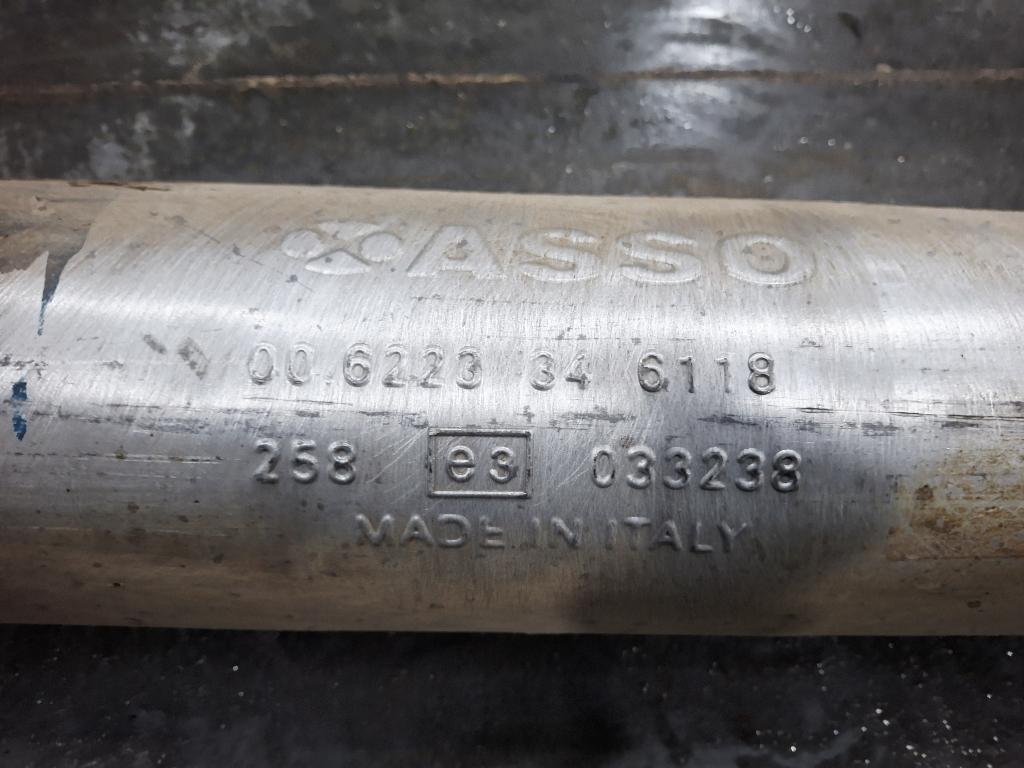 ASSO
00.6223 34 6118
258 e3 033238
MADE IN ITALY